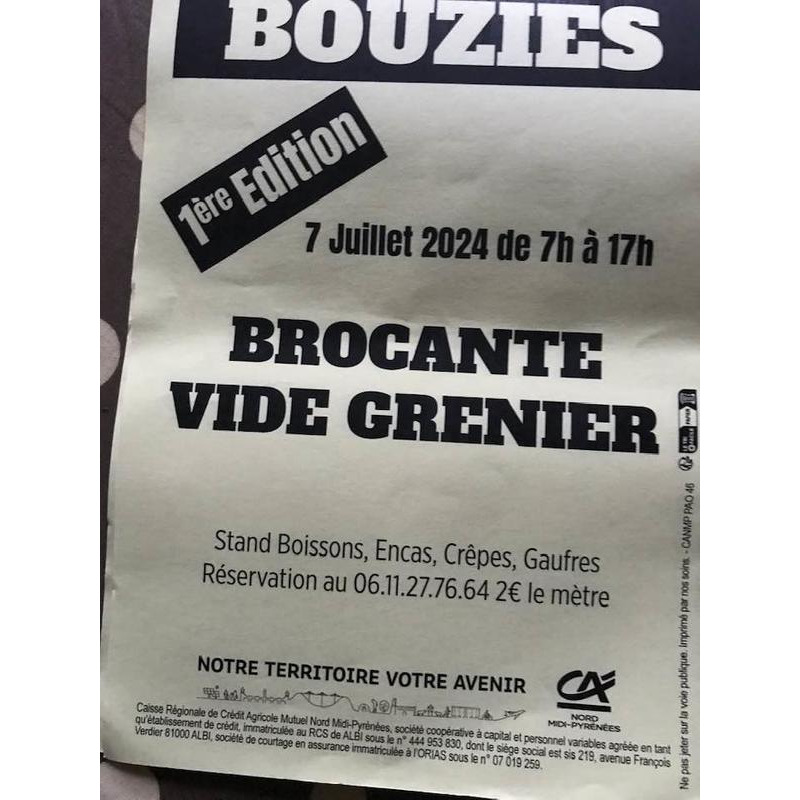 BOUZIES
1ère Edition
7 Juillet 2024 de 7h à 17h
BROCANTE
VIDE GRENIER
Stand Boissons, Encas, Crêpes, Gaufres
Réservation au 06.11.27.76.64 2€ le mètre
NOTRE TERRITOIRE VOTRE AVENIR
CA
NORD
MIDI-PYRÉNÉES
Caisse Régionale de Crédit Agricole Mutuel Nord Midi-Pyrénées, société coopérative à capital et personnel variables agréée en tant
qu'établissement de crédit, immatriculée au RCS de ALBI sous le n° 444 953 830, dont le siège social est sis 219, avenue François
Verdier 81000 ALBI, société de courtage en assurance immatriculée à l'ORIAS sous le n° 07 019 259.
Ne pas jeter sur la voie publique. Imprimé par nos soins. - CANMP PAO 46